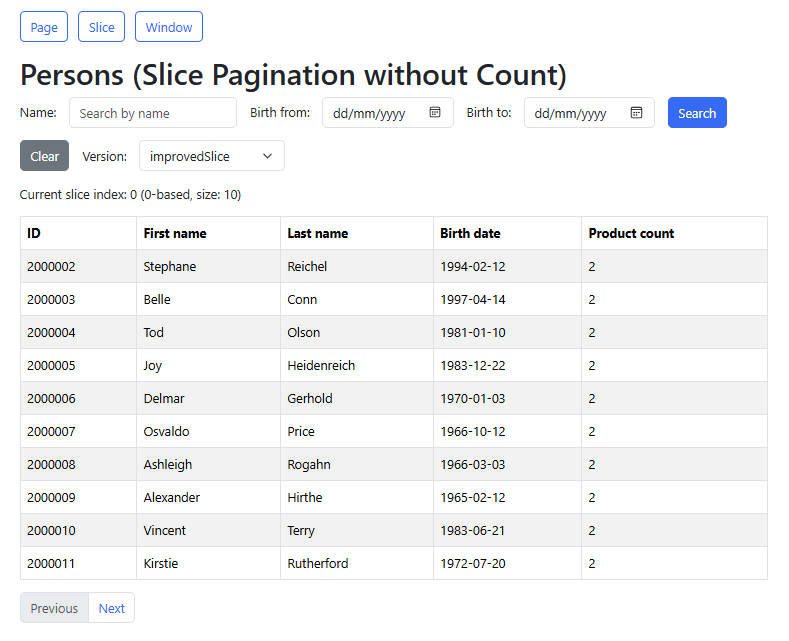 Page Slice Window
Persons (Slice Pagination without Count)
Name: Search by name Birth from: dd/mm/yyyy Birth to: dd/mm/yyyy Search
Clear Version: improvedSlice
Current slice index: 0 (0-based, size: 10)
ID First name Last name Birth date Product count
2000002 Stephane Reichel 1994-02-12 2
2000003 Belle Conn 1997-04-14 2
2000004 Tod Olson 1981-01-10 2
2000005 Joy Heidenreich 1983-12-22 2
2000006 Delmar Gerhold 1970-01-03 2
2000007 Osvaldo Price 1966-10-12 2
2000008 Ashleigh Rogahn 1966-03-03 2
2000009 Alexander Hirthe 1965-02-12 2
2000010 Vincent Terry 1983-06-21 2
2000011 Kirstie Rutherford 1972-07-20 2
Previous Next